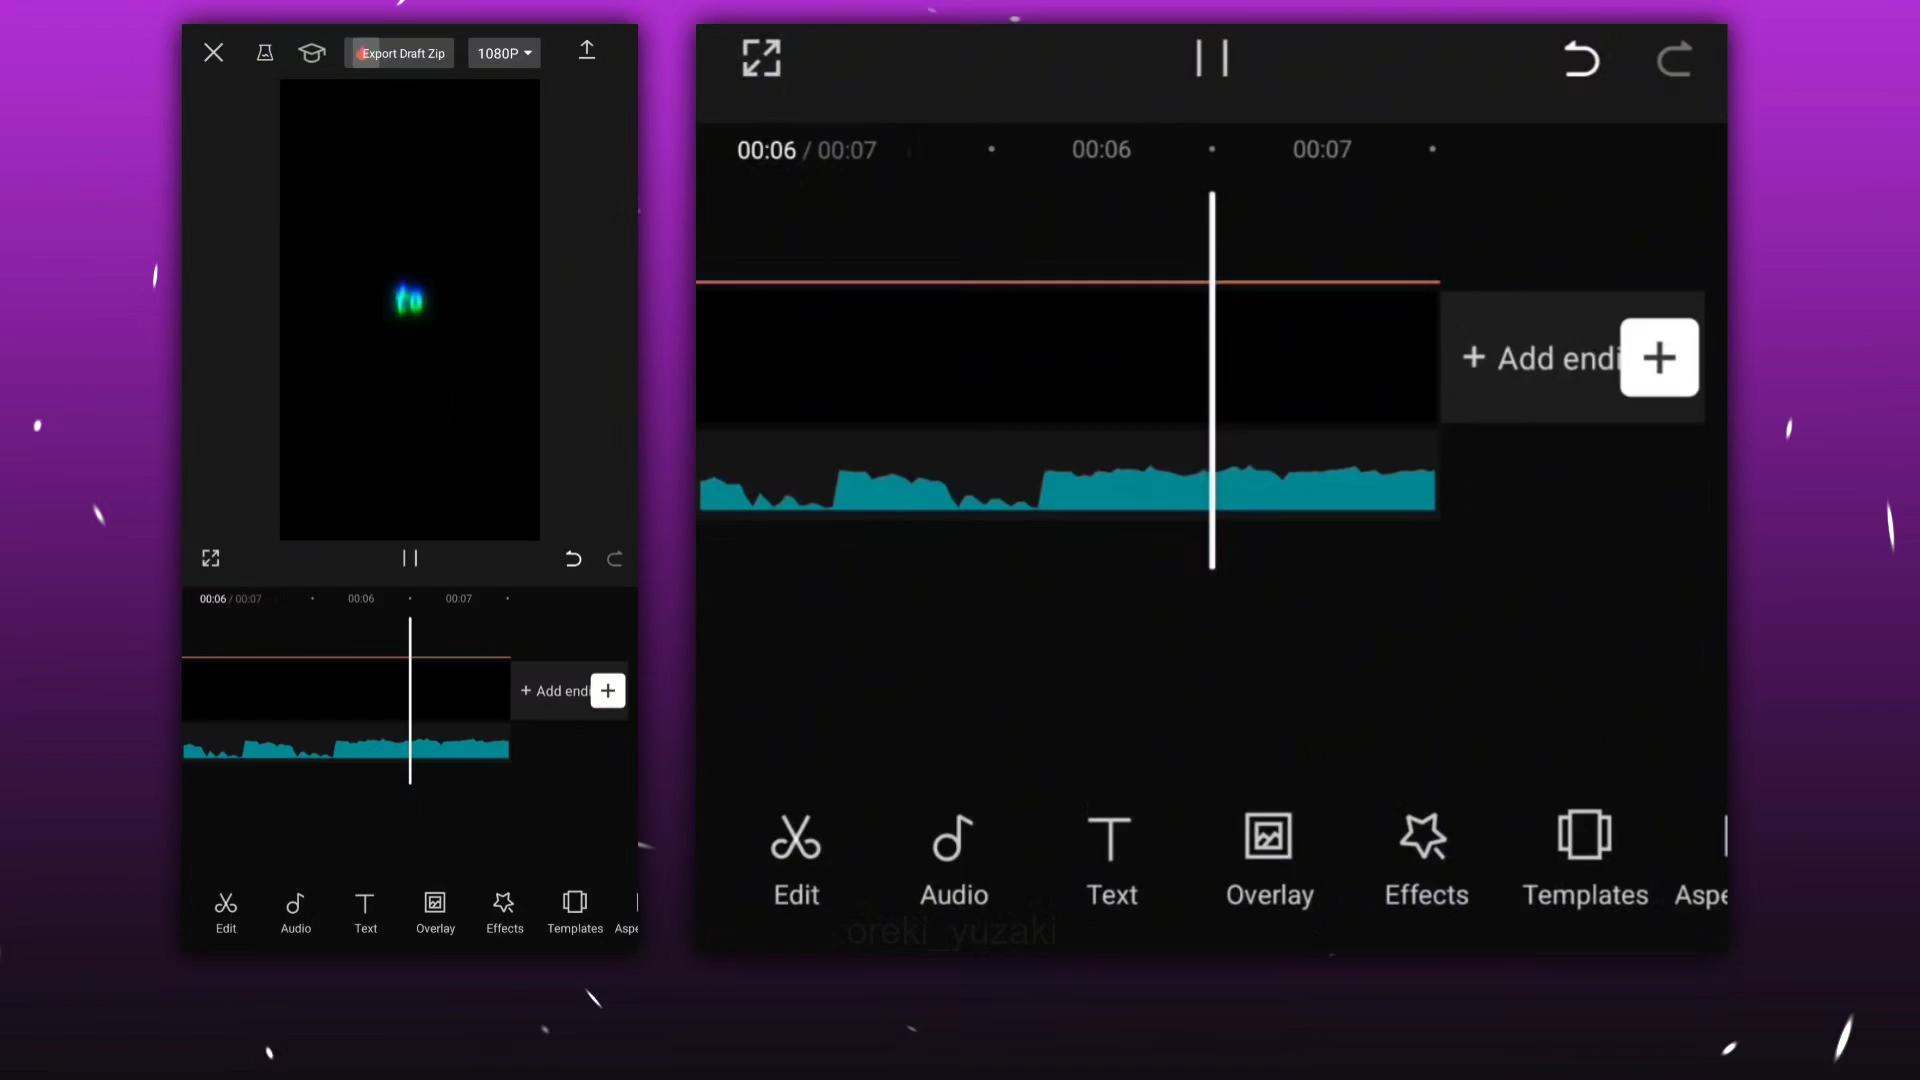 Export Draft Zip
1080P
to
00:06 / 00:07
00:06
00:07
+ Add endi
Edit
Audio
Text
Overlay
Effects
Templates
Aspe
00:06 / 00:07
00:06
00:07
+ Add endi
Edit
Audio
Text
Overlay
Effects
Templates
Aspe
oreki_yuzaki